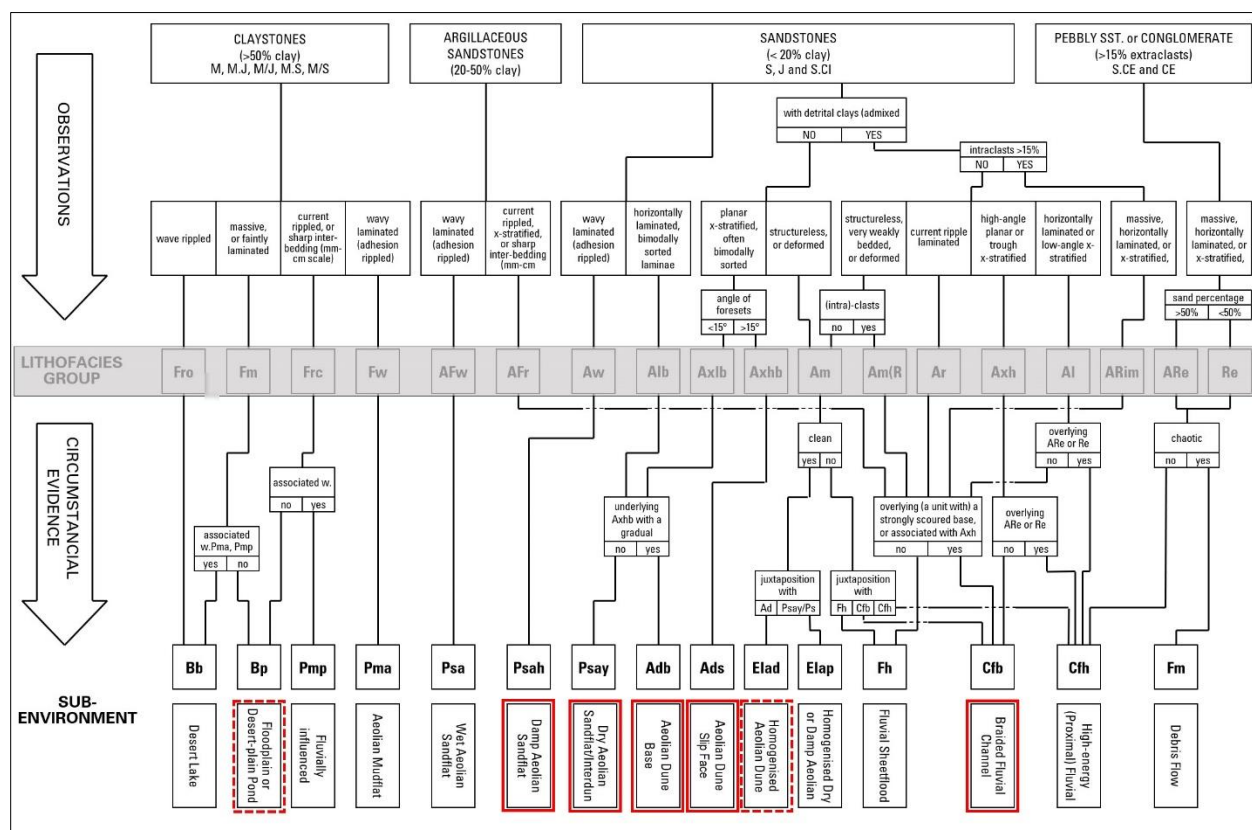 CLAYSTONES
(>50% clay)
M, M.J, M/J, M.S, M/S
ARGILLACEOUS
SANDSTONES
(20-50% clay)
SANDSTONES
(< 20% clay)
S, J and S.CI
PEBBLY SST. or CONGLOMERATE
(>15% extraclasts)
S.CE and CE
OBSERVATIONS
with detrital clays (admixed
NO YES
intraclasts >15%
NO YES
wave rippled
massive,
or faintly
laminated
current
rippled, or
sharp inter-
bedding (mm-
cm scale)
wavy
laminated
(adhesion
rippled)
wavy
laminated
(adhesion
rippled)
current
rippled,
x-stratified,
or sharp
inter-bedding
(mm-cm
wavy
laminated
(adhesion
rippled)
horizontally
laminated,
bimodally
sorted
laminae
planar
x-stratified,
often
bimodally
sorted
structureless,
or deformed
structureless,
very weakly
bedded,
or deformed
current ripple
laminated
high-angle
planar or
trough
x-stratified
horizontally
laminated or
low-angle x-
stratified
massive,
horizontally
laminated, or
x-stratified,
massive,
horizontally
laminated, or
x-stratified,
angle of
foresets
<15° >15°
(intra)-clasts
no yes
sand percentage
>50% <50%
LITHOFACIES
GROUP
Fro Fm Frc Fw AFw AFr Aw Alb Axlb Axhb Am Am(R Ar Axh Al ARim ARe Re
CIRCUMSTANCIAL
EVIDENCE
clean
yes no
overlying
ARe or Re
no yes
chaotic
no yes
associated w.
no yes
underlying
Axhb with a
gradual
no yes
overlying (a unit with) a
strongly scoured base,
or associated with Axh
no yes
overlying
ARe or Re
no yes
associated
w.Pma, Pmp
yes no
juxtaposition
with
Ad Psay/Ps
juxtaposition
with
Fh Cfb Cfh
Bb Bp Pmp Pma Psa Psah Psay Adb Ads Elad Elap Fh Cfb Cfh Fm
SUB-
ENVIRONMENT
Desert Lake
Floodplain or
Desert-plain Pond
Fluvially
influenced
Aeolian Mudflat
Wet Aeolian
Sandflat
Damp Aeolian
Sandflat
Dry Aeolian
Sandflat/Interdun
Aeolian Dune
Base
Aeolian Dune
Slip Face
Homogenised
Aeolian Dune
Homogenised Dry
or Damp Aeolian
Fluvial Sheetflood
Braided Fluvial
Channel
High-energy
(Proximal) Fluvial
Debris Flow